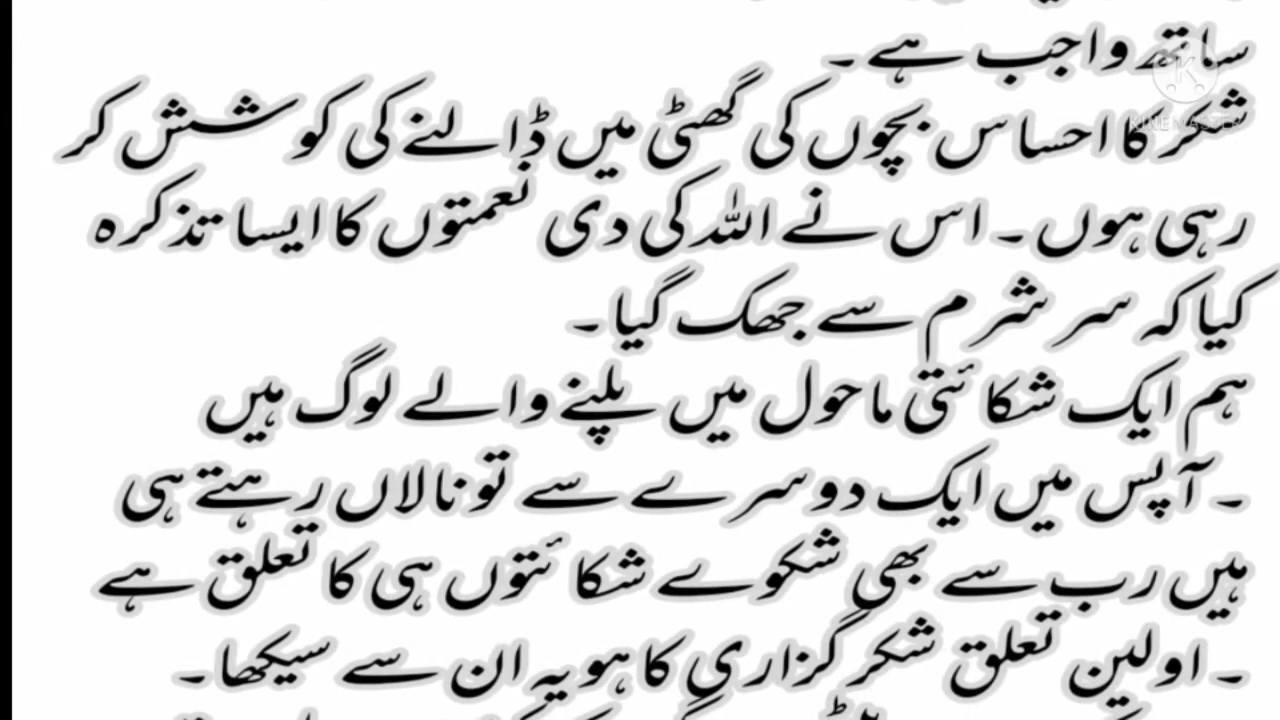 ساتھ واجب ہے ۔
شکر کا احساس بچوں کی گھٹی میں ڈالنے کی کوشش کر
رہی ہوں ۔ اس نے اللہ کی دی نعمتوں کا ایسا تذکرہ
کیا کہ سر شرم سے جھک گیا ۔
ہم ایک شکائتی ماحول میں پلنے والے لوگ ہیں
۔ آپس میں ایک دوسرے سے تو نالاں رہتے ہی
ہیں رب سے بھی شکوے شکائتوں ہی کا تعلق ہے
۔ اولین تعلق شکر گزاری کا ہو یہ ان سے سیکھا ۔
KINEMASTER